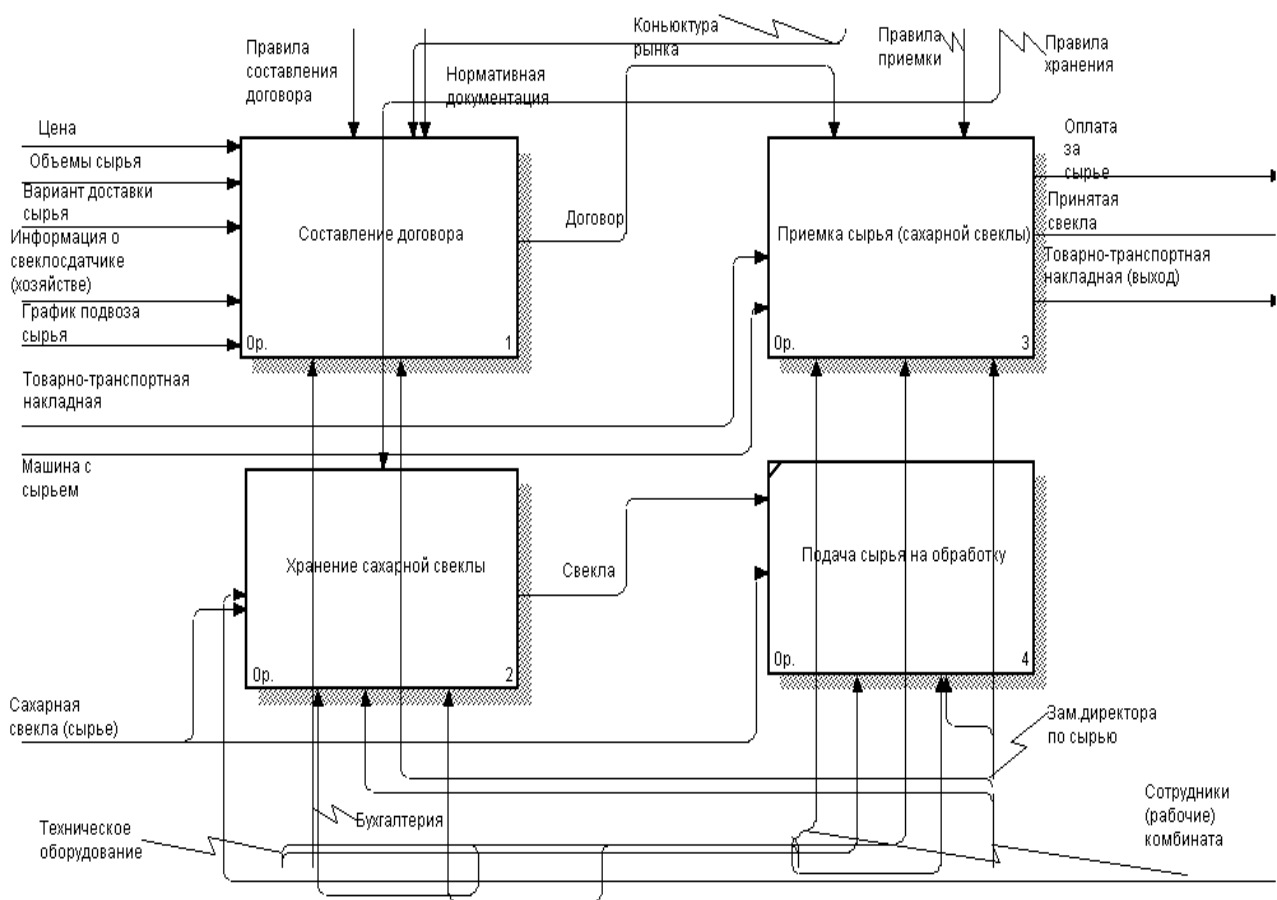 Коньюктура
рынка
Правила
составления
договора
Нормативная
документация
Правила
приемки
Правила
хранения
Цена
Объемы сырья
Вариант доставки
сырья
Информация о
свеклосдатчике
(хозяйстве)
График подвоза
сырья
Составление договора
0р.
1
Договор
Приемка сырья (сахарной свеклы)
0р.
3
Оплата
за
сырье
Принятая
свекла
Товарно-транспортная
накладная (выход)
Товарно-транспортная
накладная
Машина с
сырьем
Хранение сахарной свеклы
0р.
2
Свекла
Подача сырья на обработку
0р.
4
Сахарная
свекла (сырье)
Зам.директора
по сырью
Бухгалтерия
Техническое
оборудование
Сотрудники
(рабочие)
комбината